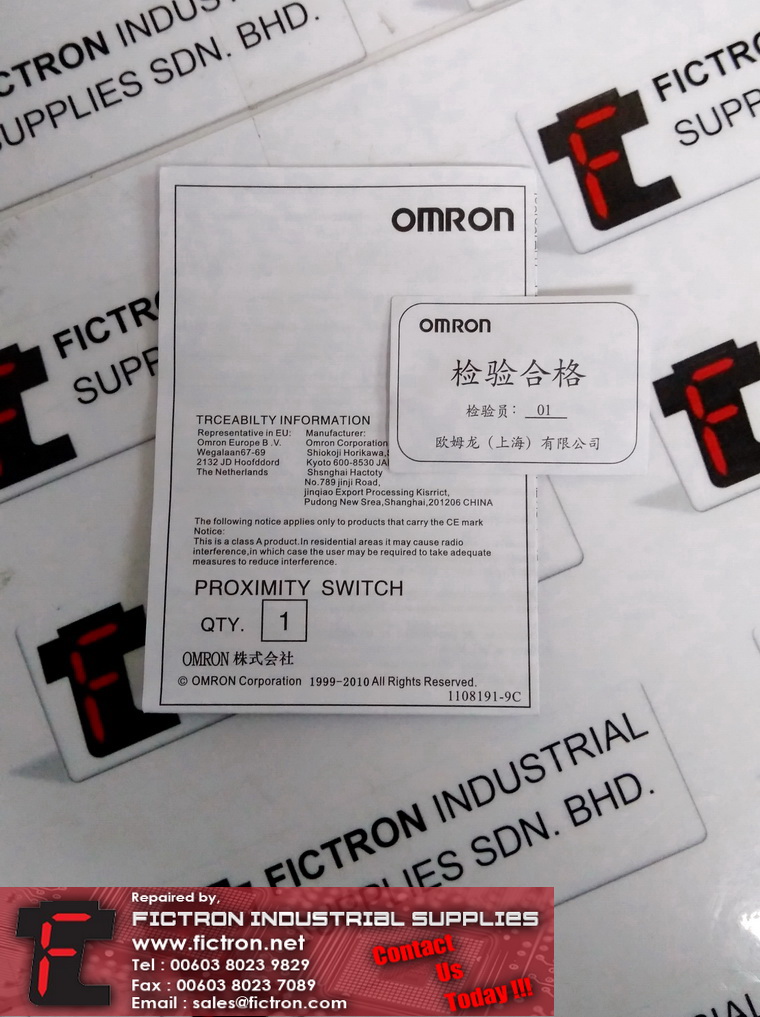 CTRON INDUS
SUPPLIES SDN. BHD.
FICTRO
SUPP
OMRON
OMRON
检验合格
检验员： 01
欧姆龙（上海）有限公司
FICTR
SUPP
TRCEABILTY INFORMATION
Representative in EU:
Omron Europe B .V.
Wegalaan67-69
2132 JD Hoofddord
The Netherlands
Manufacturer:
Omron Corporation
Shiokoji Horikawa,
Kyoto 600-8530 JA
Shsnghai Hactoty
No.789 jinji Road,
jinqiao Export Processing Kisrrict,
Pudong New Srea,Shanghai,201206 CHINA
The following notice applies only to products that carry the CE mark
Notice:
This is a class A product.In residential areas it may cause radio
interference,in which case the user may be required to take adequate
measures to reduce interference.
PROXIMITY SWITCH
QTY. 1
OMRON 株式会社
© OMRON Corporation 1999-2010 All Rights Reserved.
1108191-9C
FICTRON INDUSTRIAL
PPLIES SDN. BHD.
Repaired by,
FICTRON INDUSTRIAL SUPPLIES
www.fictron.net
Tel : 00603 8023 9829
Fax : 00603 8023 7089
Email : sales@fictron.com
Contact
Us
Today !!!